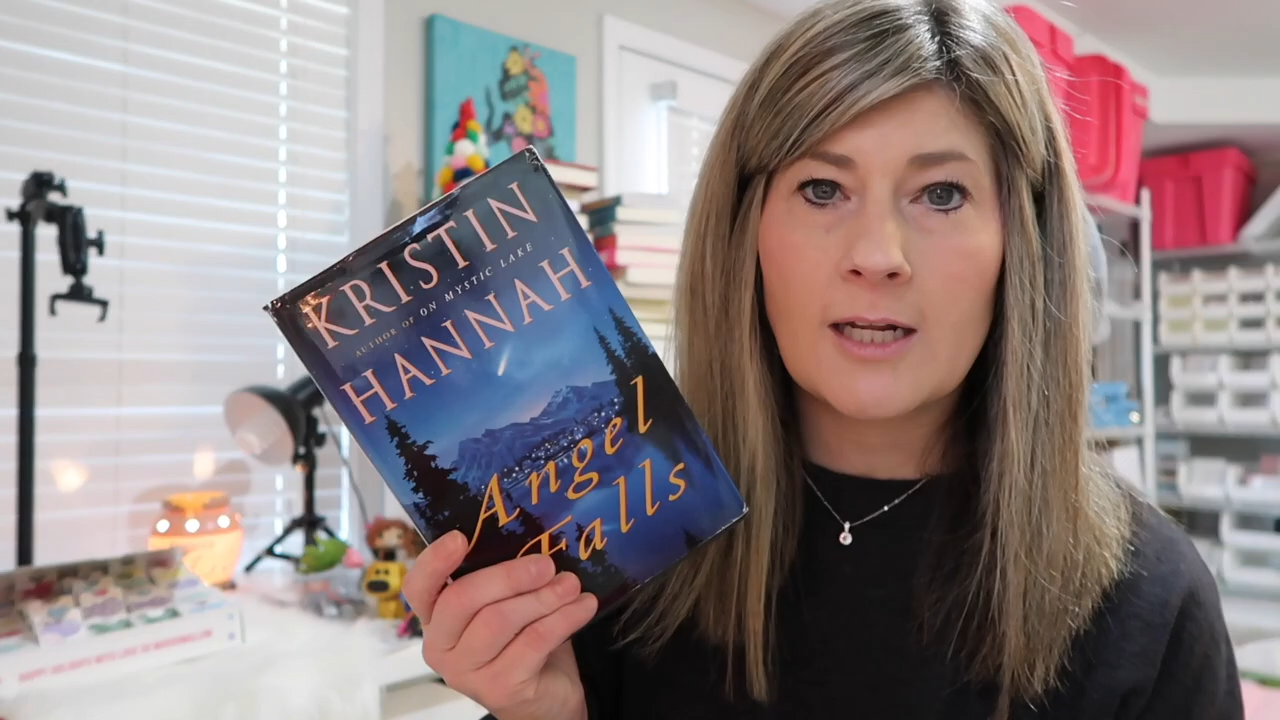 KRISTIN
AUTHOR OF ON MYSTIC LAKE
HANNAH
Angel
Falls